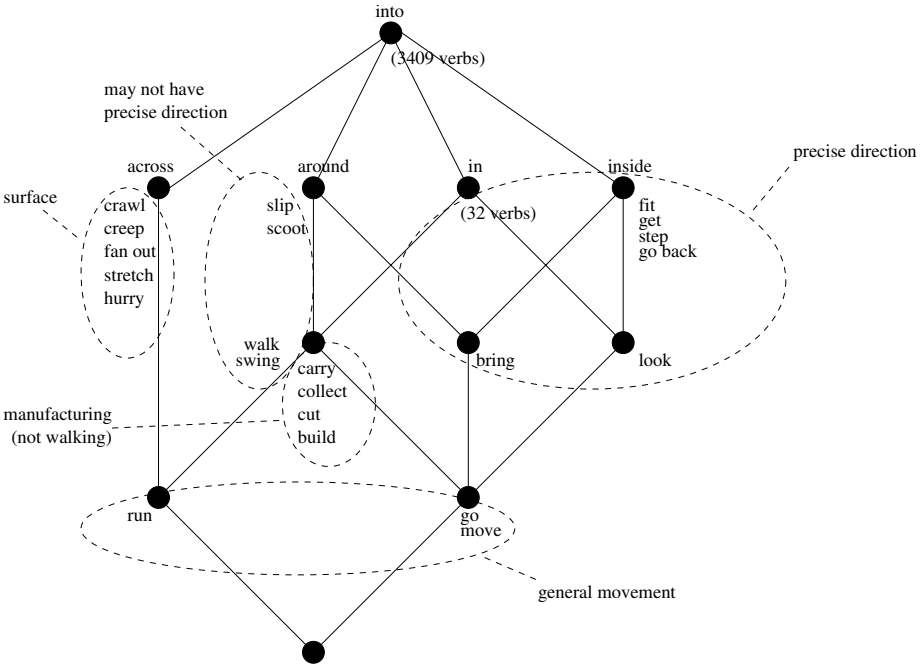 into
(3409 verbs)
may not have
precise direction
precise direction
across
around
in
inside
surface
crawl
creep
fan out
stretch
hurry
slip
scoot
(32 verbs)
fit
get
step
go back
walk
swing
bring
look
carry
collect
cut
build
manufacturing
(not walking)
run
go
move
general movement